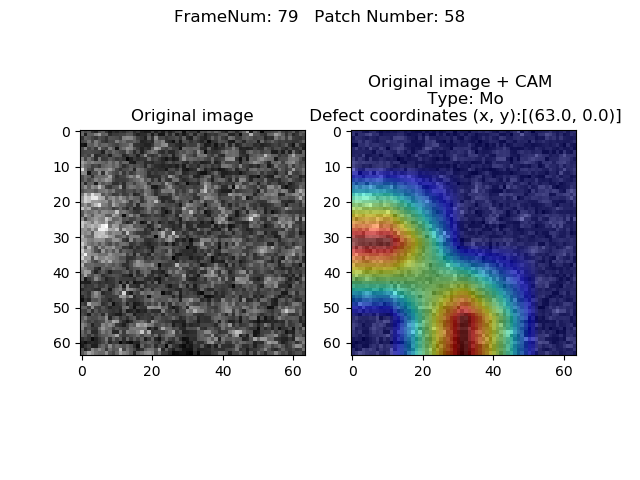 FrameNum: 79   Patch Number: 58
Original image
Original image + CAM
Type: Mo
Defect coordinates (x, y):[(63.0, 0.0)]
0
10
20
30
40
50
60
0 20 40 60
0
10
20
30
40
50
60
0 20 40 60